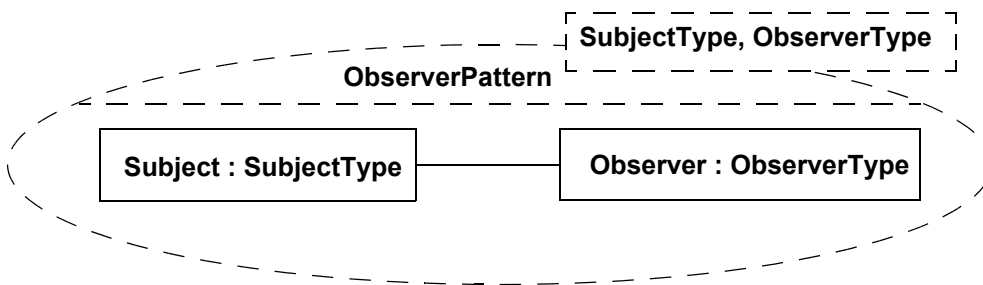 SubjectType, ObserverType
ObserverPattern
Subject : SubjectType
Observer : ObserverType